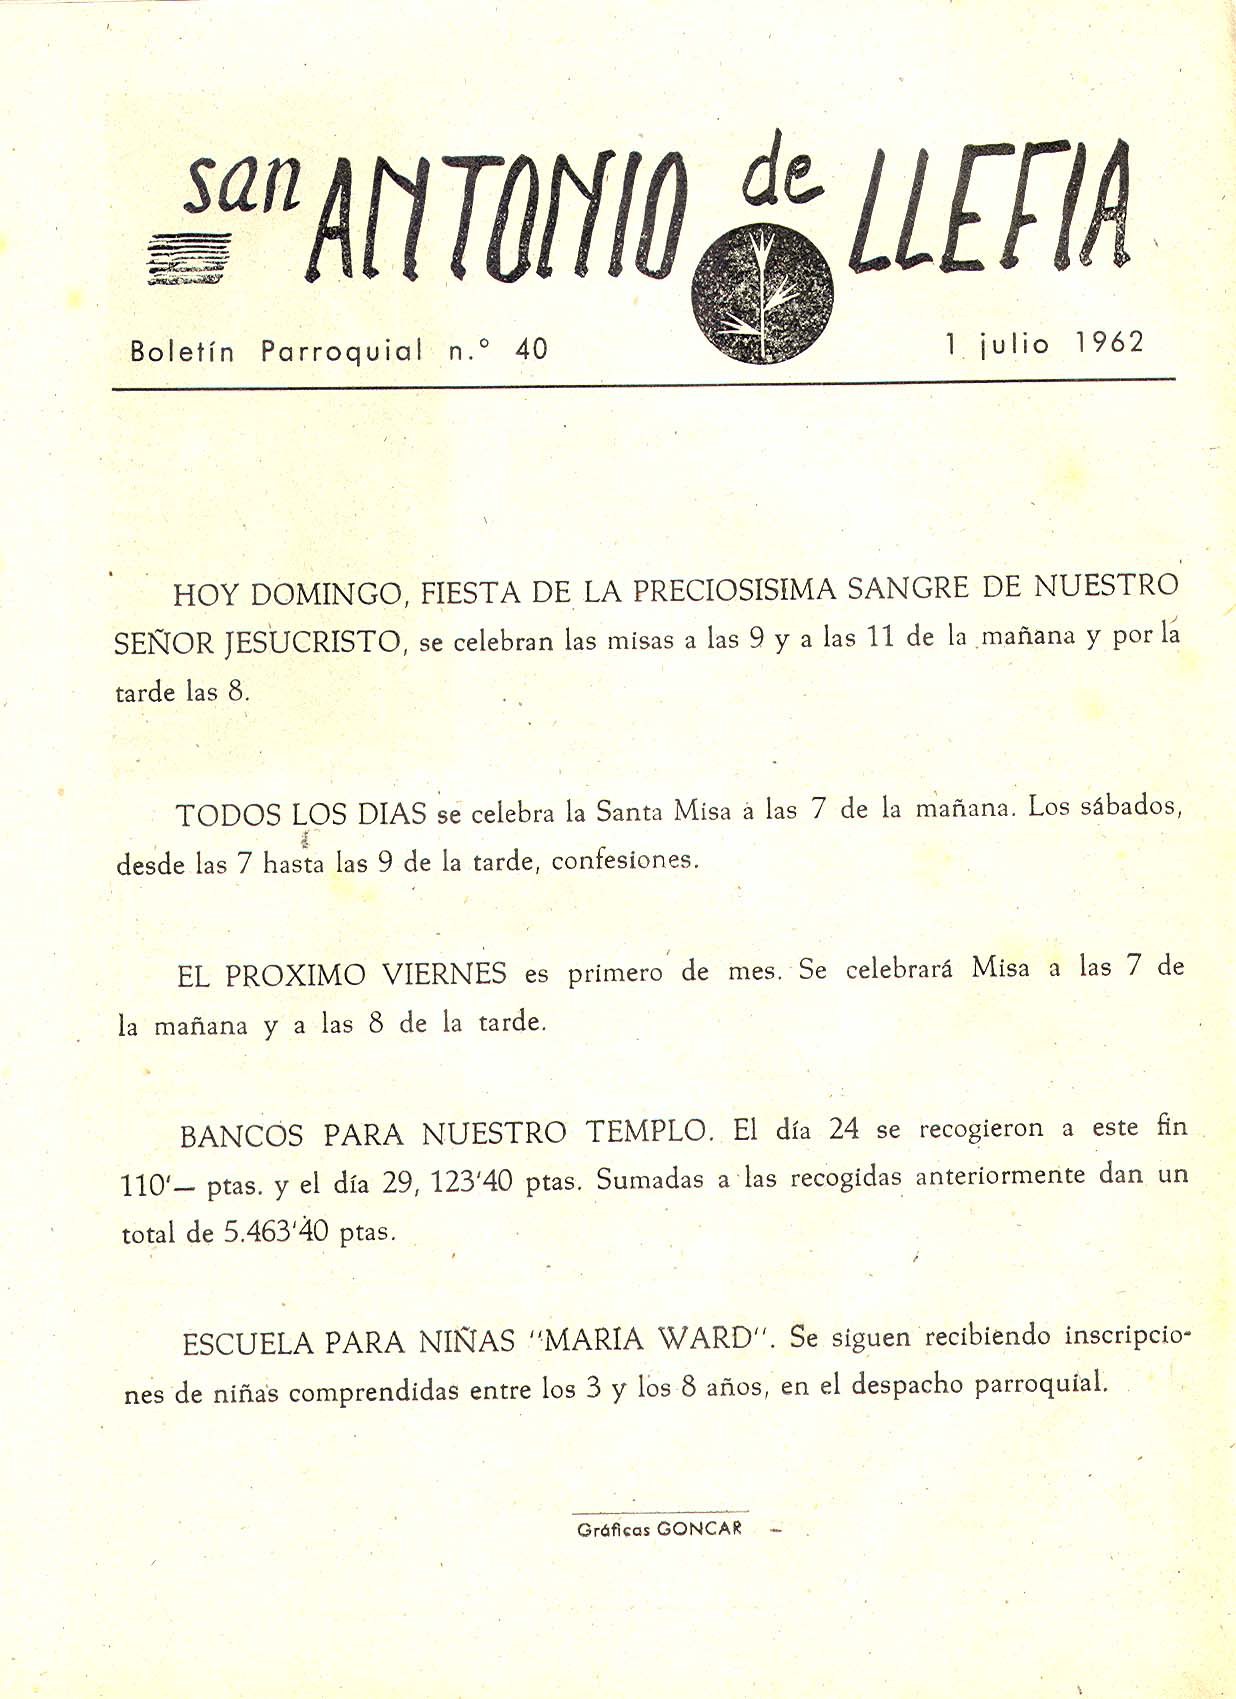 san ANTONIO de LLEFIA
Boletín Parroquial n.º 40
1 julio 1962
HOY DOMINGO, FIESTA DE LA PRECIOSISIMA SANGRE DE NUESTRO
SEÑOR JESUCRISTO, se celebran las misas a las 9 y a las 11 de la mañana y por la
tarde las 8.
TODOS LOS DIAS se celebra la Santa Misa a las 7 de la mañana. Los sábados,
desde las 7 hasta las 9 de la tarde, confesiones.
EL PROXIMO VIERNES es primero de mes. Se celebrará Misa a las 7 de
la mañana y a las 8 de la tarde.
BANCOS PARA NUESTRO TEMPLO. El día 24 se recogieron a este fin
110'— ptas. y el día 29, 123'40 ptas. Sumadas a las recogidas anteriormente dan un
total de 5.463'40 ptas.
ESCUELA PARA NIÑAS "MARIA WARD". Se siguen recibiendo inscripcio-
nes de niñas comprendidas entre los 3 y los 8 años, en el despacho parroquial.
Gráficas GONCAR